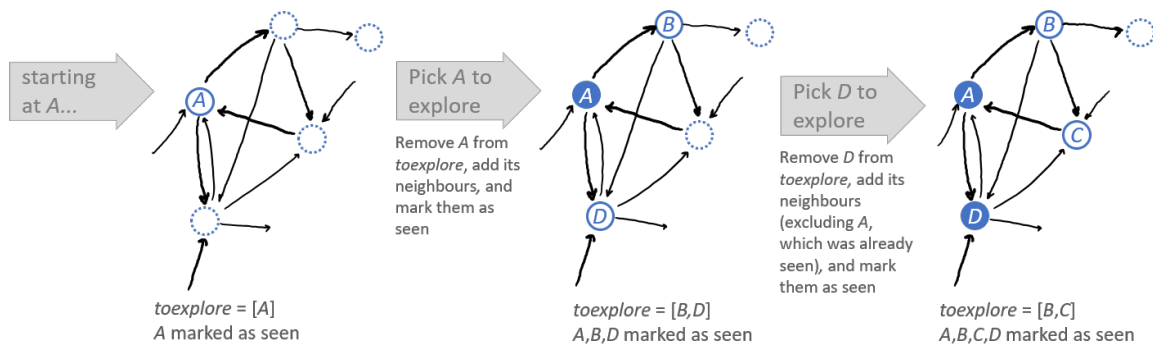 starting
at A...
A
toexplore = [A]
A marked as seen
Pick A to
explore
Remove A from
toexplore, add its
neighbours, and
mark them as
seen
B
A
D
toexplore = [B,D]
A,B,D marked as seen
Pick D to
explore
Remove D from
toexplore, add its
neighbours
(excluding A,
which was already
seen), and mark
them as seen
B
A
C
D
toexplore = [B,C]
A,B,C,D marked as seen